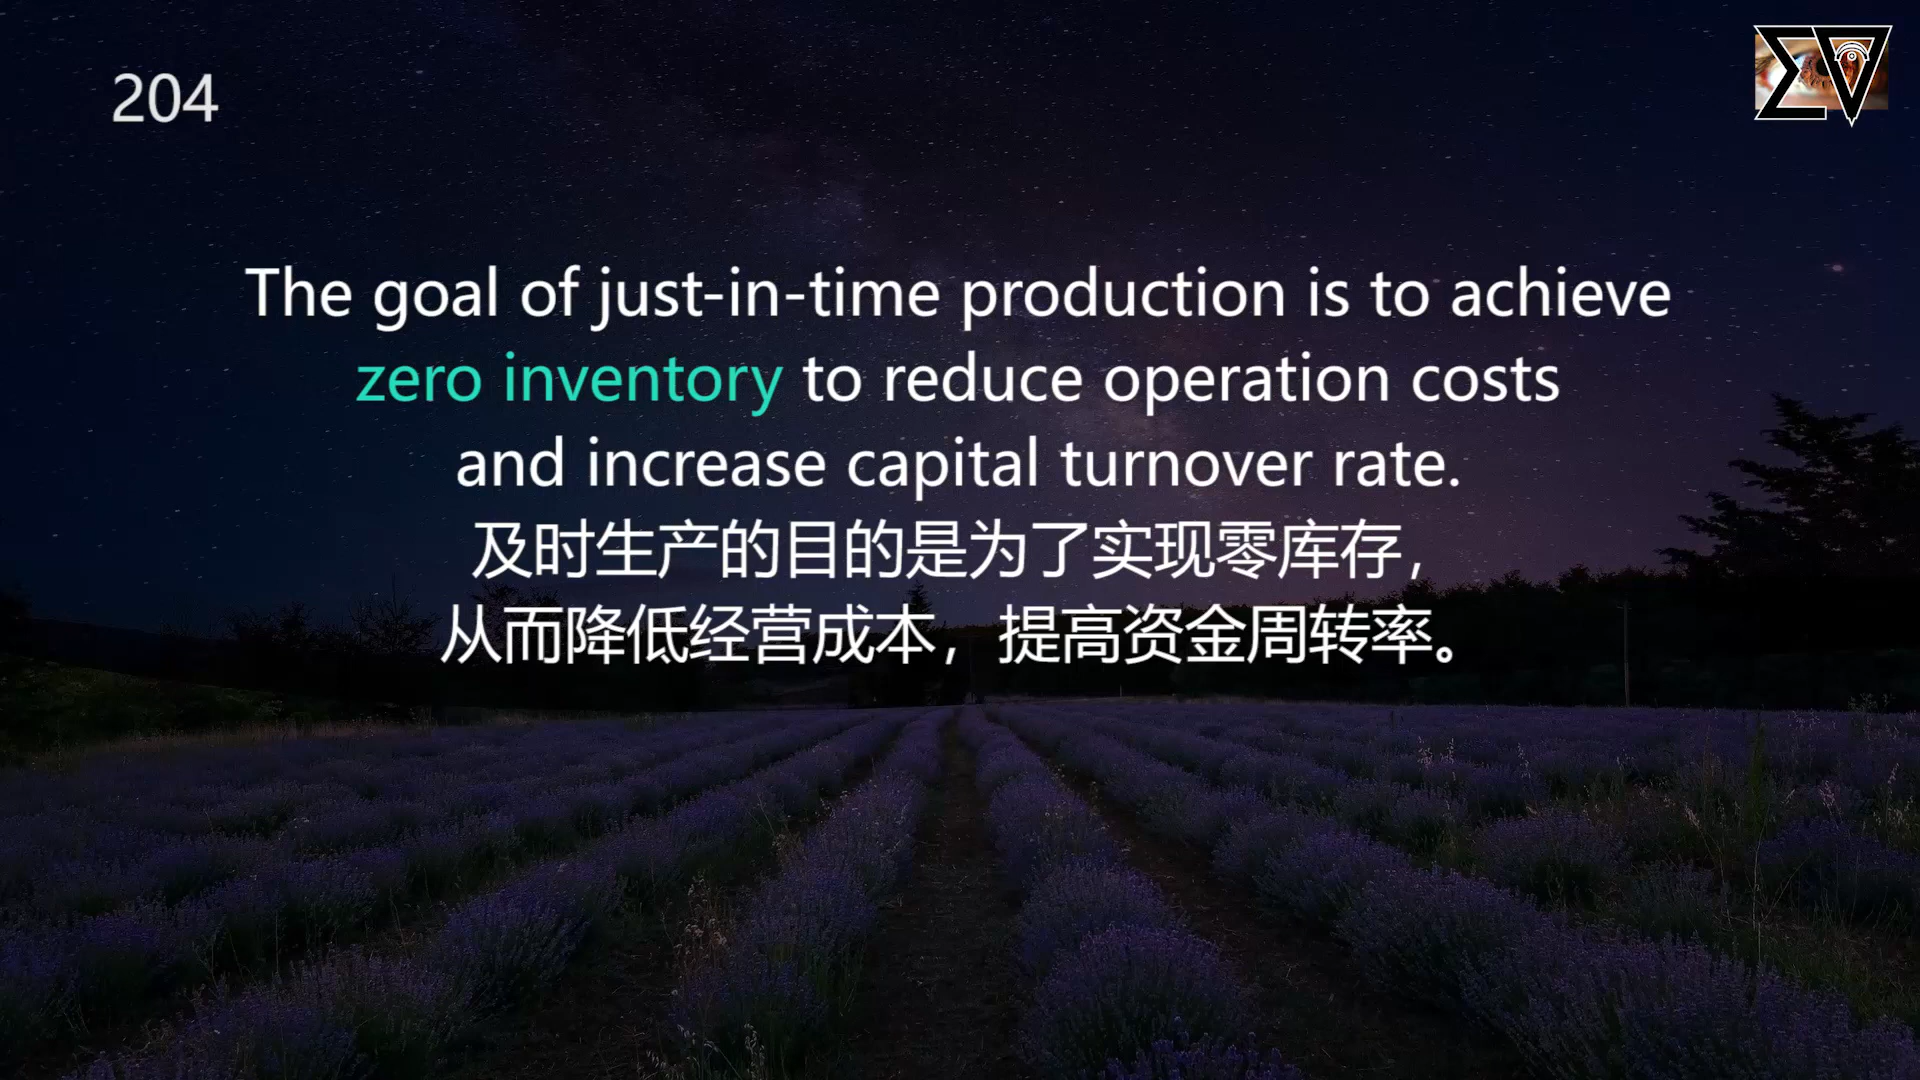 204
The goal of just-in-time production is to achieve
zero inventory to reduce operation costs
and increase capital turnover rate.
及时生产的目的是为了实现零库存，
从而降低经营成本，提高资金周转率。